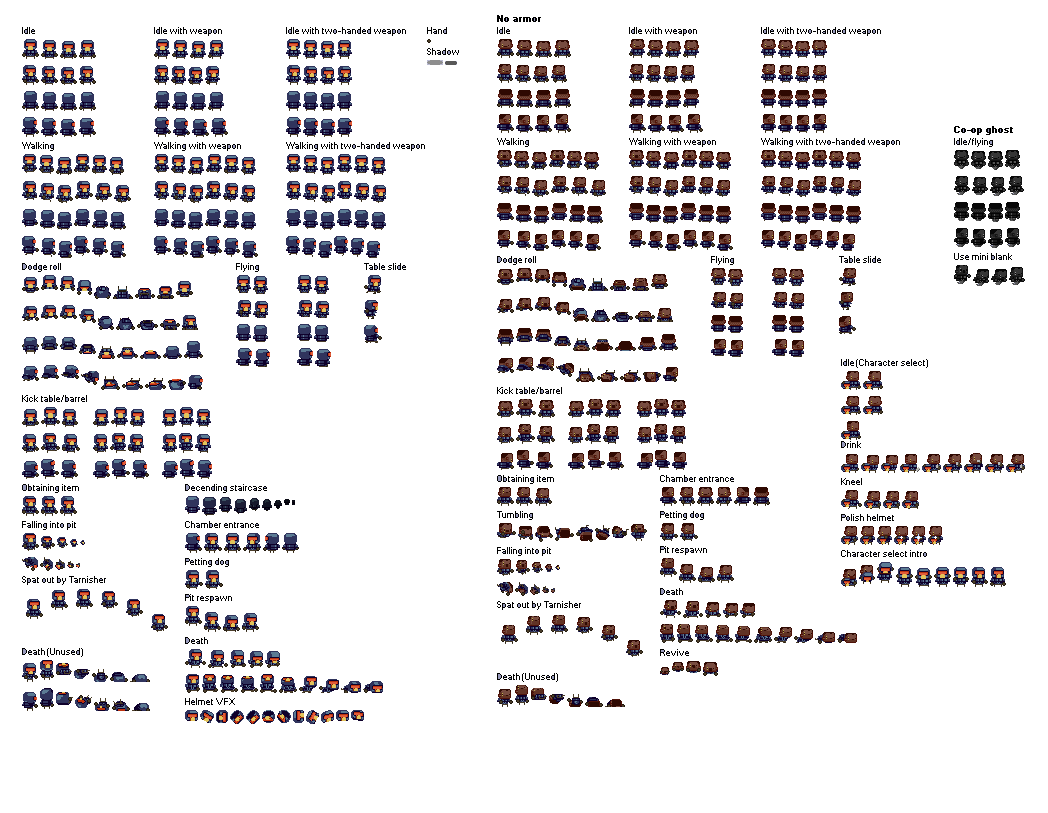 Idle
Idle with weapon
Idle with two-handed weapon
Hand
Shadow
Walking
Walking with weapon
Walking with two-handed weapon
Dodge roll
Flying
Table slide
Kick table/barrel
Obtaining item
Decending staircase
Falling into pit
Chamber entrance
Petting dog
Spat out by Tarnisher
Pit respawn
Death
Death(Unused)
Helmet VFX
No armor
Idle
Idle with weapon
Idle with two-handed weapon
Walking
Walking with weapon
Walking with two-handed weapon
Dodge roll
Flying
Table slide
Idle(Character select)
Kick table/barrel
Drink
Obtaining item
Chamber entrance
Kneel
Tumbling
Petting dog
Polish helmet
Falling into pit
Pit respawn
Character select intro
Spat out by Tarnisher
Death
Revive
Death(Unused)
Co-op ghost
Idle/flying
Use mini blank